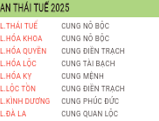 AN THÁI TUẾ 2025
L.THÁI TUẾ CUNG NÔ BỘC
L.HÓA KHOA CUNG NÔ BỘC
L.HÓA QUYỀN CUNG ĐIỀN TRẠCH
L.HÓA LỘC CUNG TÀI BẠCH
L.HÓA KỴ CUNG MỆNH
L.LỘC TỒN CUNG ĐIỀN TRẠCH
L.KÌNH DƯƠNG CUNG PHÚC ĐỨC
L.ĐÀ LA CUNG QUAN LỘC